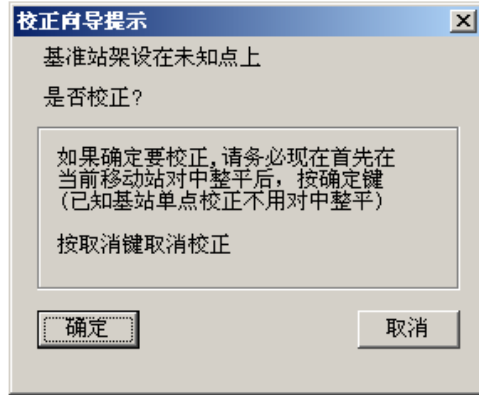 校正向导提示
基准站架设在未知点上
是否校正?
如果确定要校正,请务必现在首先在
当前移动站对中整平后，按确定键
(已知基站单点校正不用对中整平)
按取消键取消校正
确定
取消